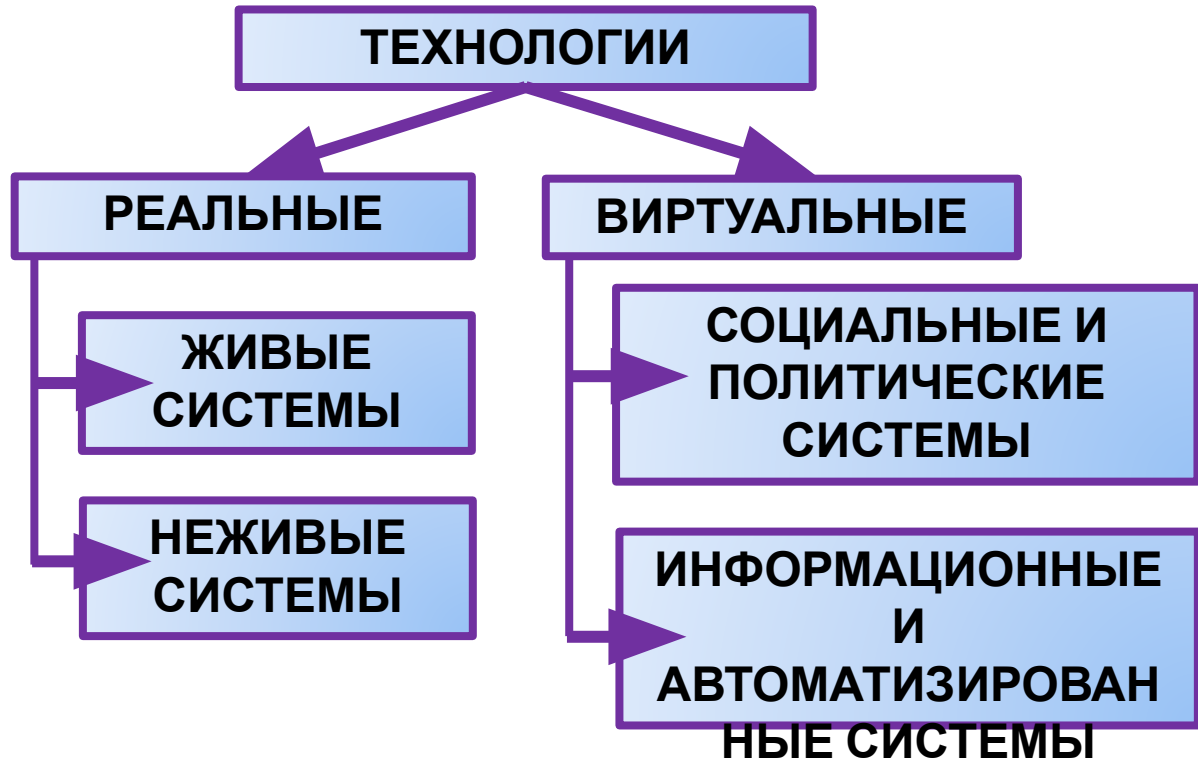 ТЕХНОЛОГИИ
РЕАЛЬНЫЕ
ЖИВЫЕ
СИСТЕМЫ
НЕЖИВЫЕ
СИСТЕМЫ
ВИРТУАЛЬНЫЕ
СОЦИАЛЬНЫЕ И
ПОЛИТИЧЕСКИЕ
СИСТЕМЫ
ИНФОРМАЦИОННЫЕ
И
АВТОМАТИЗИРОВАН
НЫЕ СИСТЕМЫ